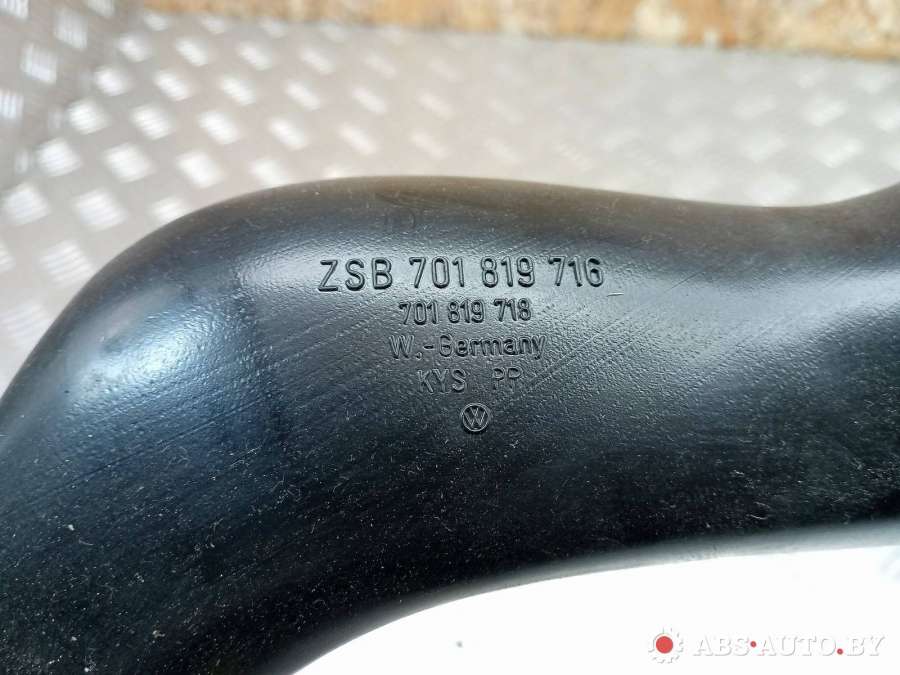 ZSB 701 819 716
701 819 718
W.-Germany
KYS PP
W
ABS-AUTO.BY